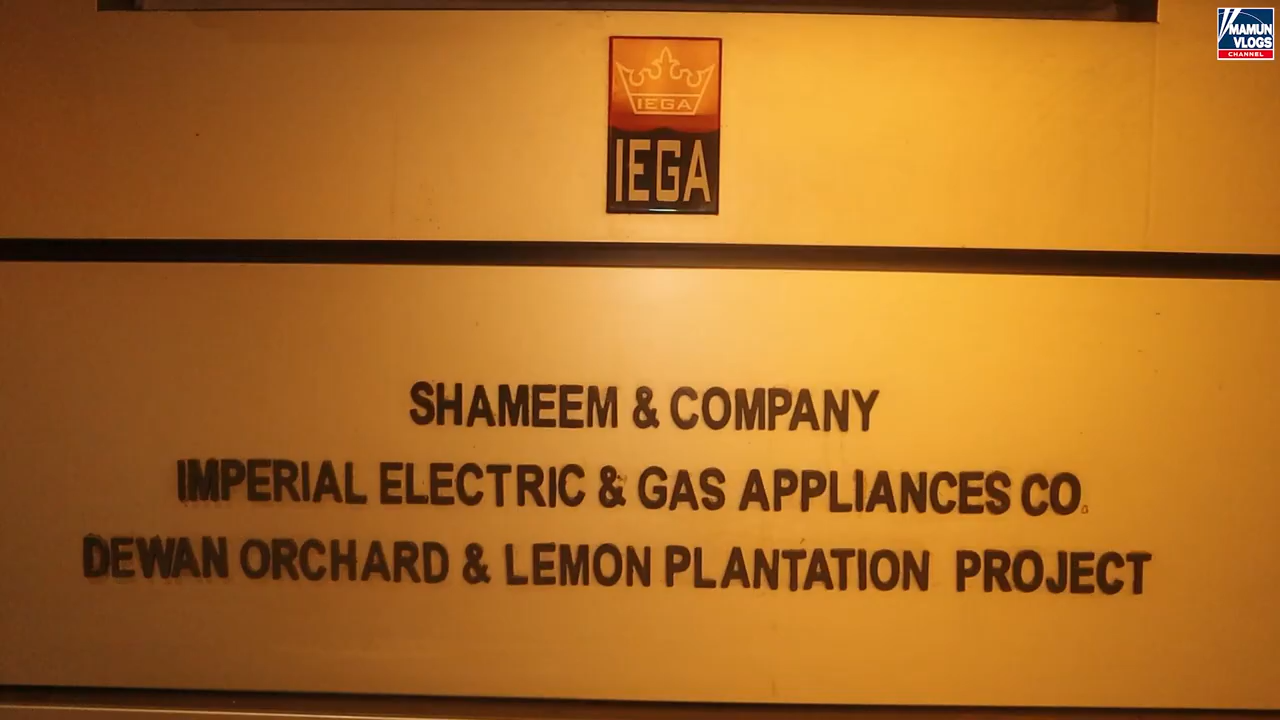 MAMUN
VLOGS
CHANNEL
IEGA
IEGA
SHAMEEM & COMPANY
IMPERIAL ELECTRIC & GAS APPLIANCES CO.
DEWAN ORCHARD & LEMON PLANTATION PROJECT